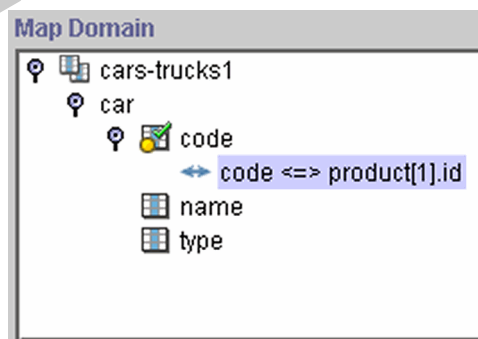 Map Domain
cars-trucks1
car
code
code <=> product[1].id
name
type